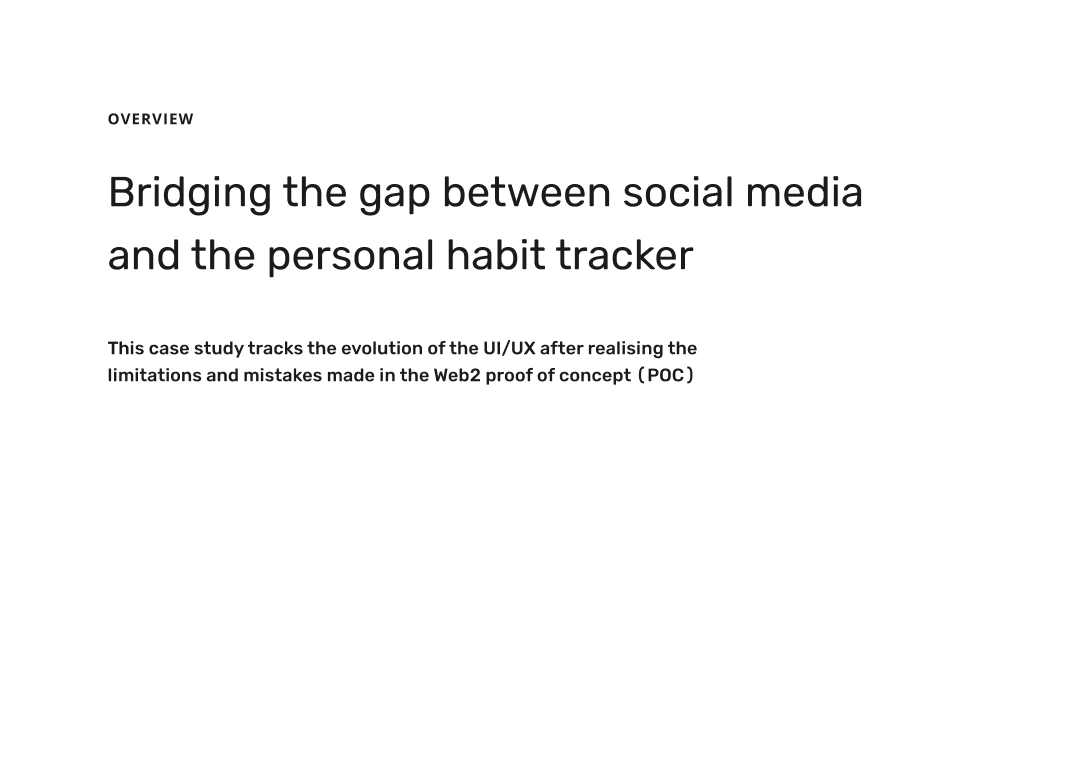 OVERVIEW
Bridging the gap between social media
and the personal habit tracker
This case study tracks the evolution of the UI/UX after realising the
limitations and mistakes made in the Web2 proof of concept (POC)